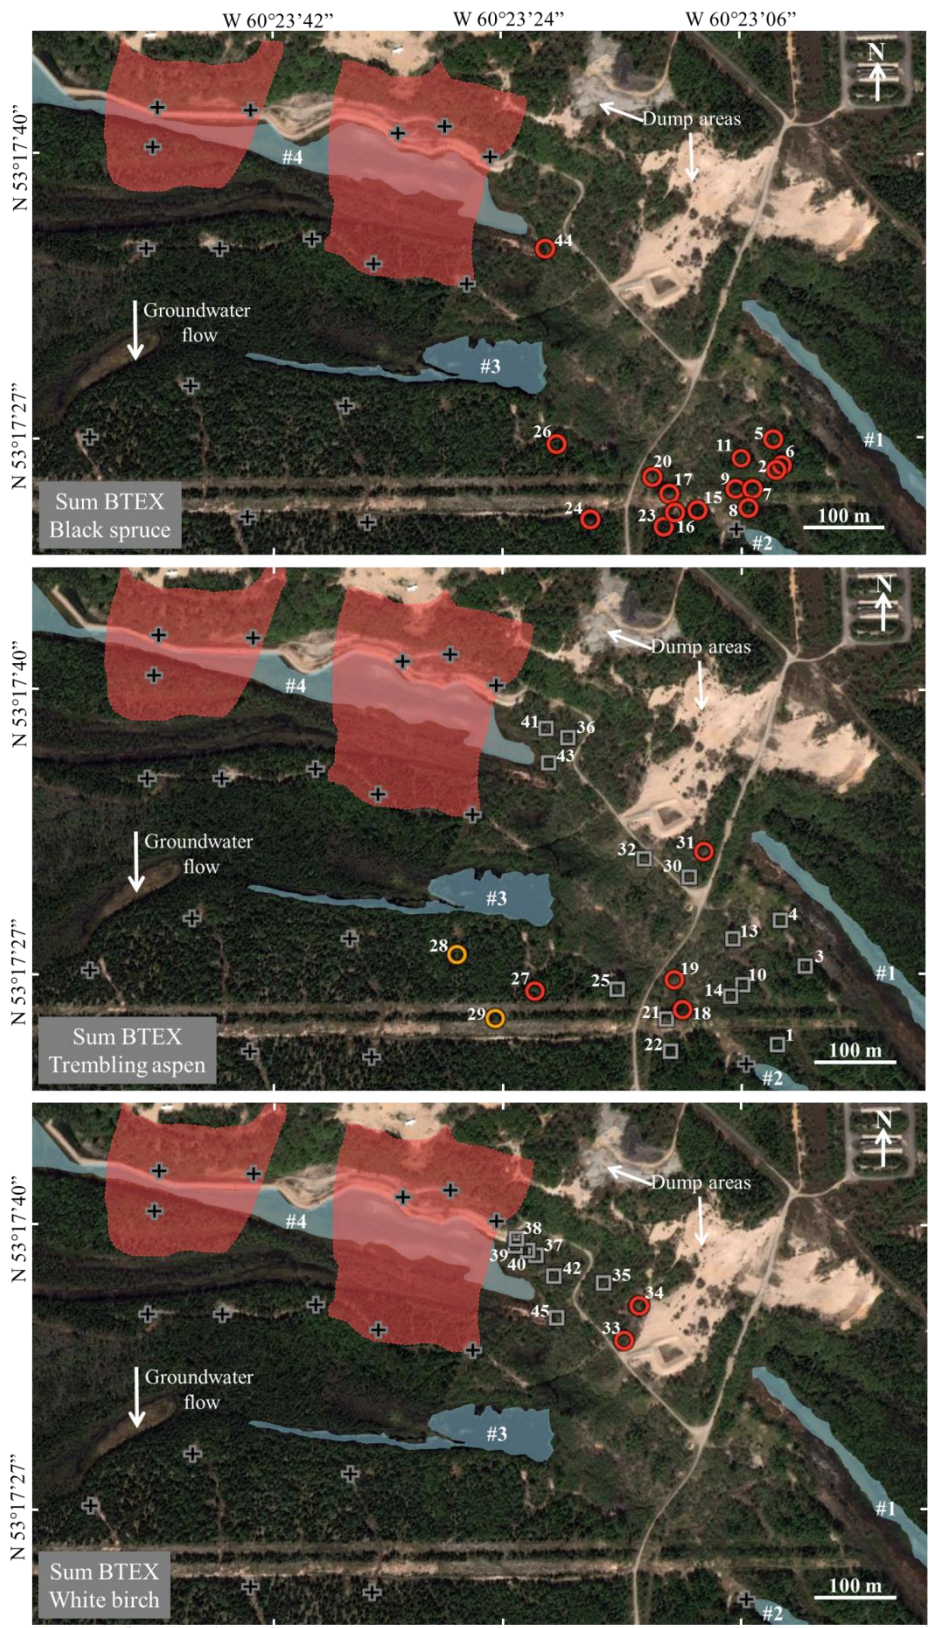 W 60°23'42”
W 60°23'24”
W 60°23'06”
N
Dump areas
N 53°17'40”
#4
44
Groundwater
flow
#3
#1
N 53°17'27”
26
5
11
6
2
20
17
9
7
24
15
8
23
16
Sum BTEX
Black spruce
100 m
#2
N
Dump areas
N 53°17'40”
#4
41
36
43
Groundwater
flow
32
31
30
#3
4
13
28
N 53°17'27”
3
#1
27
25
19
10
14
29
21
18
22
1
Sum BTEX
Trembling aspen
100 m
#2
N
Dump areas
N 53°17'40”
#4
38
39
37
40
42
35
34
45
33
Groundwater
flow
#3
N 53°17'27”
#1
Sum BTEX
White birch
100 m
#2